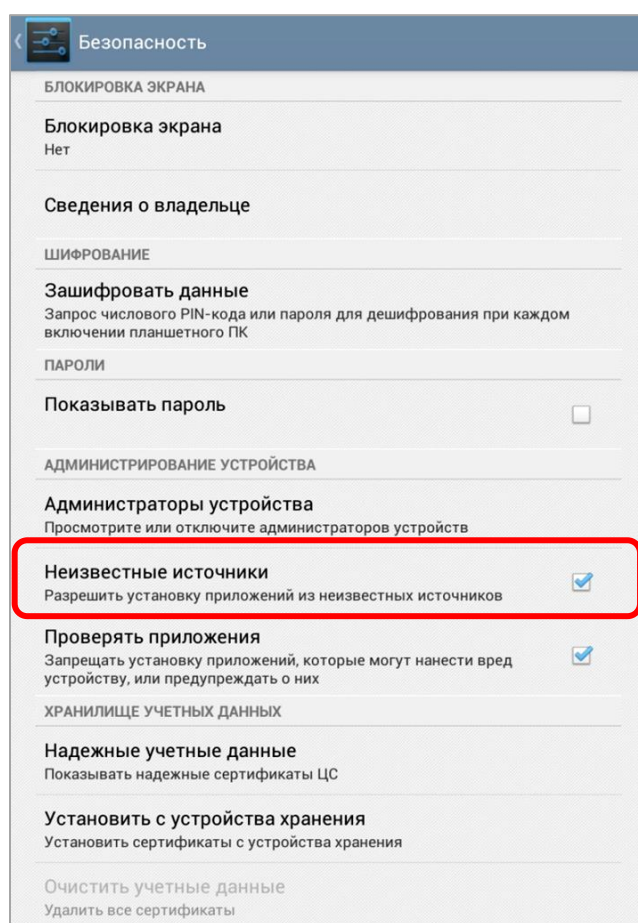 Безопасность
БЛОКИРОВКА ЭКРАНА
Блокировка экрана
Нет
Сведения о владельце
ШИФРОВАНИЕ
Зашифровать данные
Запрос числового PIN-кода или пароля для дешифрования при каждом
включении планшетного ПК
ПАРОЛИ
Показывать пароль
АДМИНИСТРИРОВАНИЕ УСТРОЙСТВА
Администраторы устройства
Просмотрите или отключите администраторов устройств
Неизвестные источники
Разрешить установку приложений из неизвестных источников
Проверять приложения
Запрещать установку приложений, которые могут нанести вред
устройству, или предупреждать о них
ХРАНИЛИЩЕ УЧЕТНЫХ ДАННЫХ
Надежные учетные данные
Показывать надежные сертификаты ЦС
Установить с устройства хранения
Установить сертификаты с устройства хранения
Очистить учетные данные
Удалить все сертификаты